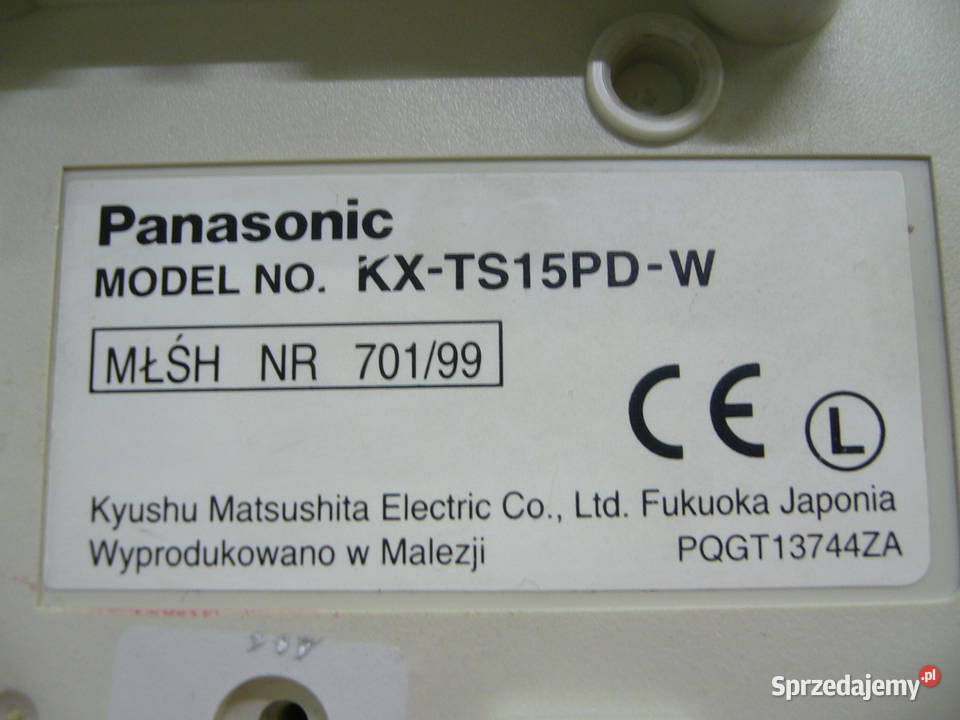 Panasonic
MODEL NO. KX-TS15PD-W
MŁŚH NR 701/99
CE L
Kyushu Matsushita Electric Co., Ltd. Fukuoka Japonia
Wyprodukowano w Malezji PQGT13744ZA
Sprzedajemy.pl